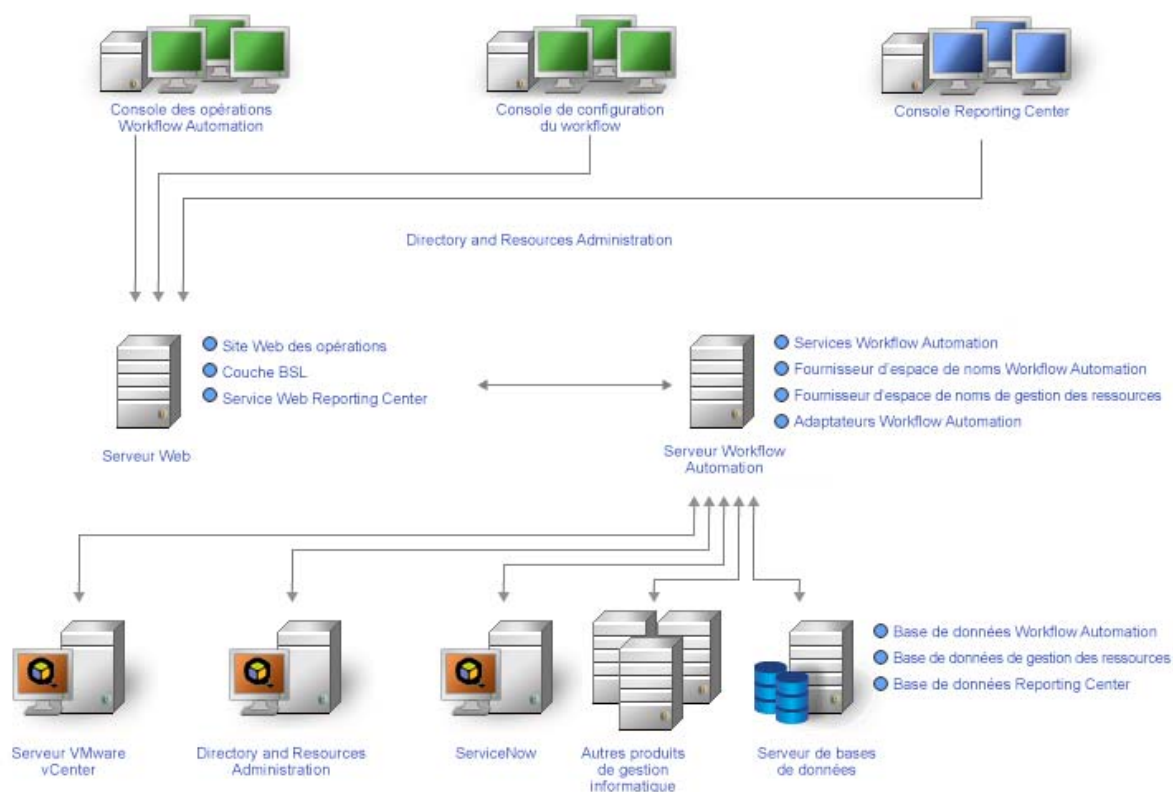 Console des opérations
Workflow Automation
Console de configuration
du workflow
Console Reporting Center
Directory and Resources Administration
Site Web des opérations
Couche BSL
Service Web Reporting Center
Serveur Web
Services Workflow Automation
Fournisseur d'espace de noms Workflow Automation
Fournisseur d'espace de noms de gestion des ressources
Adaptateurs Workflow Automation
Serveur Workflow
Automation
Serveur VMware
vCenter
Directory and Resources
Administration
ServiceNow
Autres produits
de gestion
informatique
Serveur de bases
de données
Base de données Workflow Automation
Base de données de gestion des ressources
Base de données Reporting Center